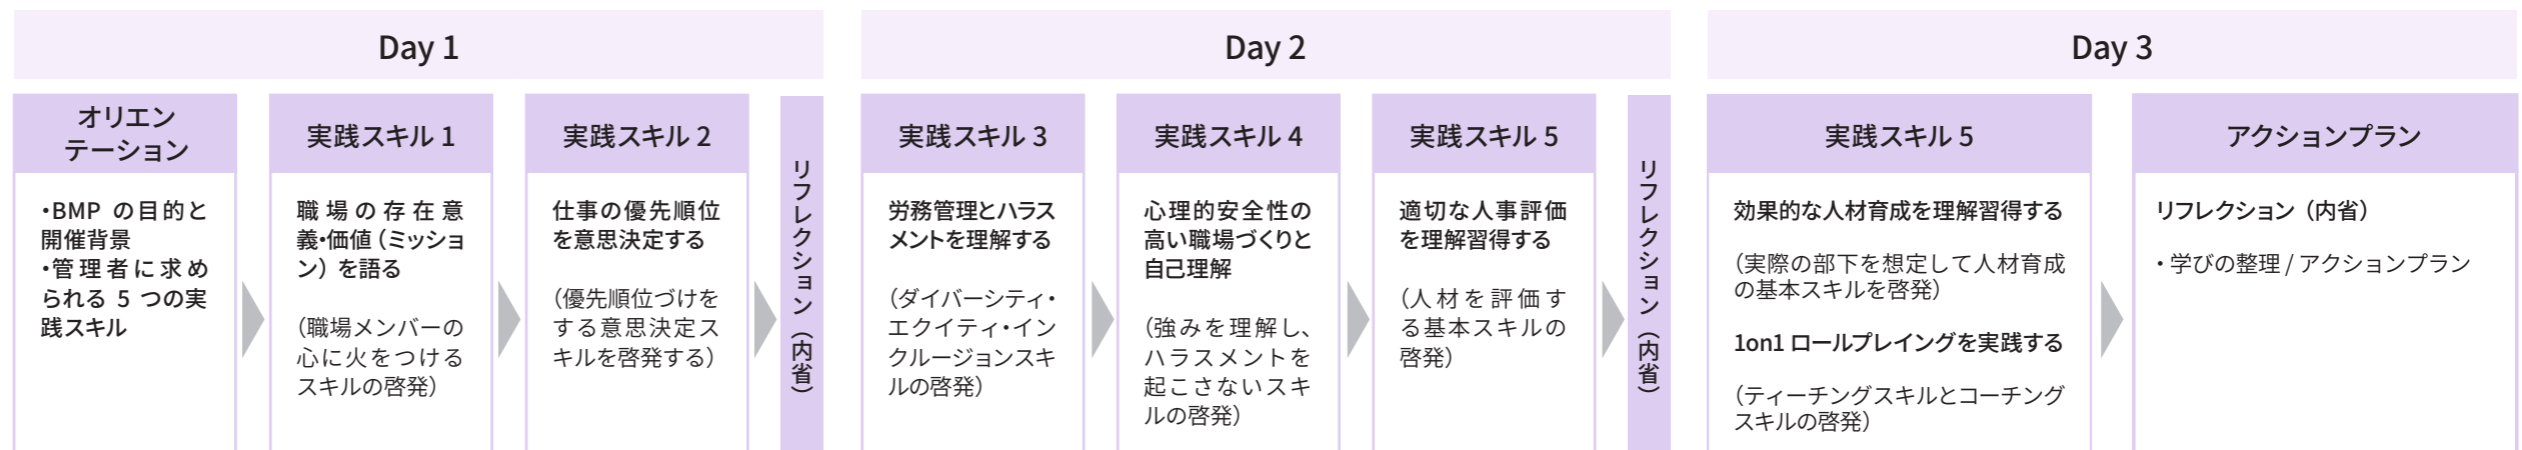 Day 1
オリエン
テーション
・BMP の目的と
開催背景
・管理者に求め
られる 5 つの実
践スキル
実践スキル 1
職場の存在意
義・価値（ミッショ
ン）を語る
（職場メンバーの
心に火をつける
スキルの啓発）
実践スキル 2
仕事の優先順位
を意思決定する
（優先順位づけを
する意思決定ス
キルを啓発する）
リフレクション（内省）
Day 2
実践スキル 3
労務管理とハラス
メントを理解する
（ダイバーシティ・
エクイティ・イン
クルージョンスキ
ルの啓発）
実践スキル 4
心理的安全性の
高い職場づくりと
自己理解
（強みを理解し、
ハラスメントを
起こさないスキ
ルの啓発）
実践スキル 5
適切な人事評価
を理解習得する
（人材を評価す
る基本スキルの
啓発）
リフレクション（内省）
Day 3
実践スキル 5
効果的な人材育成を理解習得する
（実際の部下を想定して人材育成
の基本スキルを啓発）
1on1 ロールプレイングを実践する
（ティーチングスキルとコーチング
スキルの啓発）
アクションプラン
リフレクション（内省）
・学びの整理 / アクションプラン